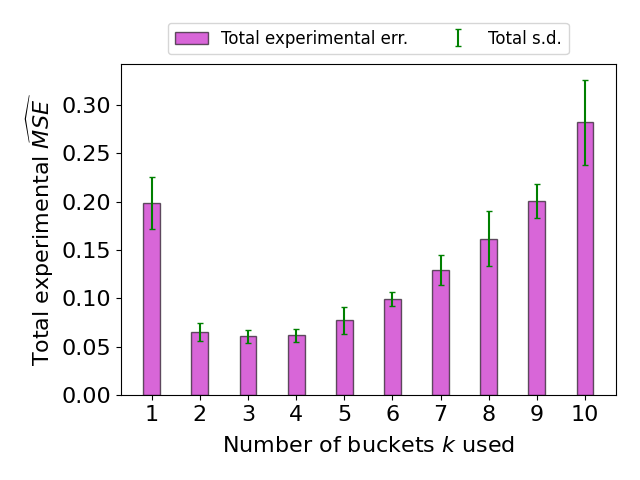 Total experimental err.
Total s.d.
Total experimental $\widehat{MSE}$
0.30
0.25
0.20
0.15
0.10
0.05
0.00
1 2 3 4 5 6 7 8 9 10
Number of buckets k used